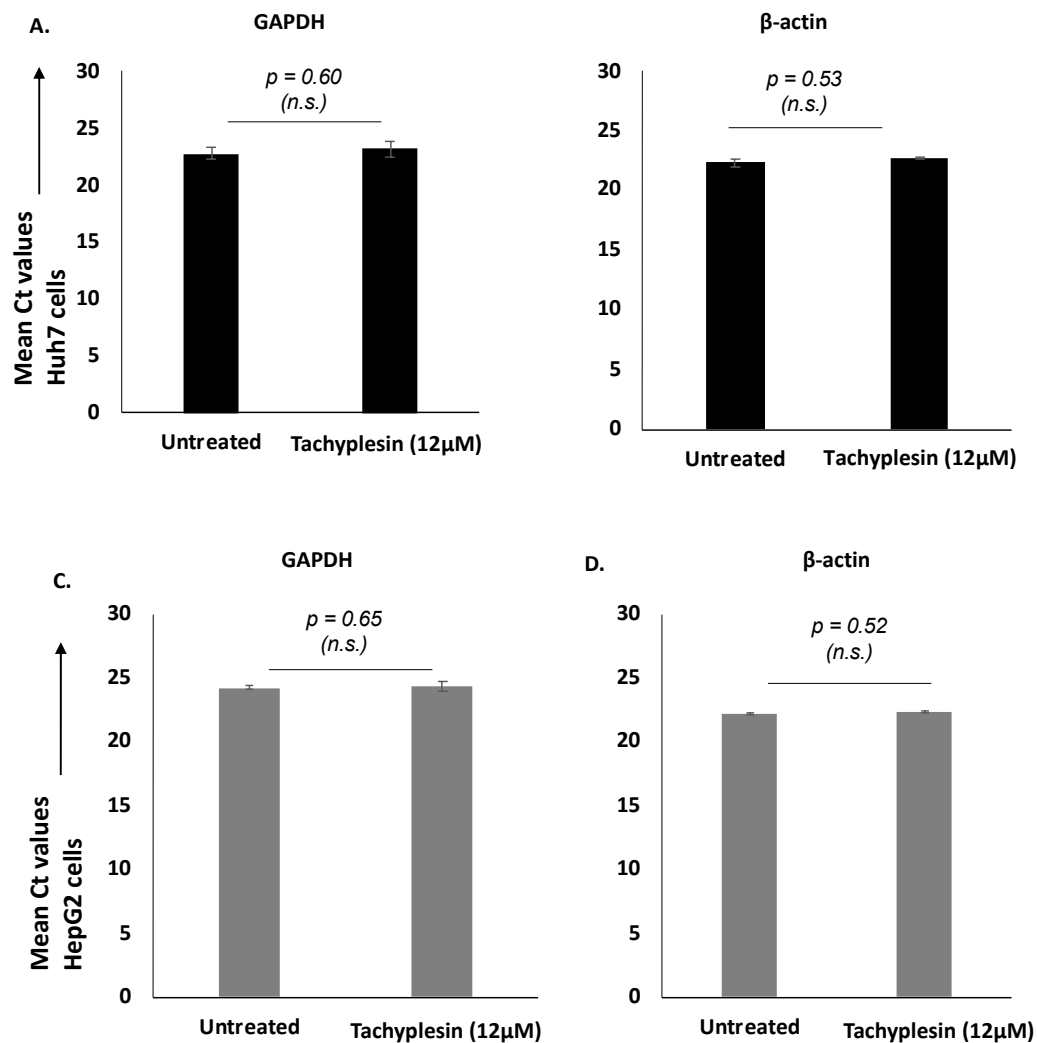 A.
GAPDH
p = 0.60
(n.s.)
30
25
20
15
10
5
0
Mean Ct values
Huh7 cells
Untreated
Tachyplesin (12µM)
β-actin
p = 0.53
(n.s.)
30
25
20
15
10
5
0
Untreated
Tachyplesin (12µM)
C.
GAPDH
p = 0.65
(n.s.)
30
25
20
15
10
5
0
Mean Ct values
HepG2 cells
Untreated
Tachyplesin (12µM)
D.
β-actin
p = 0.52
(n.s.)
30
25
20
15
10
5
0
Untreated
Tachyplesin (12µM)